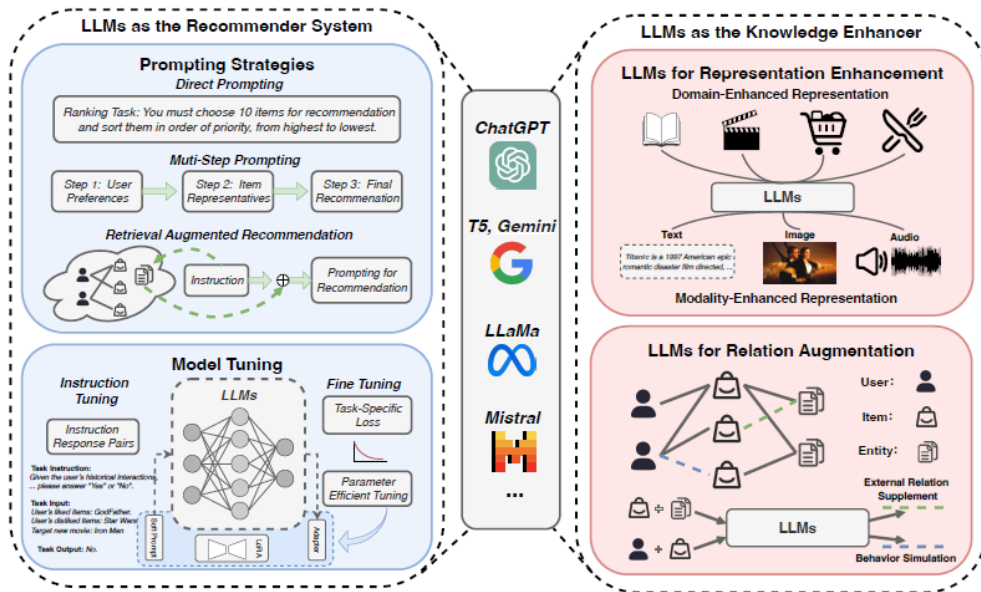 LLMs as the Recommender System
Prompting Strategies
Direct Prompting
Ranking Task: You must choose 10 items for recommendation
and sort them in order of priority, from highest to lowest.
Muti-Step Prompting
Step 1: User
Preferences
Step 2: Item
Representatives
Step 3: Final
Recommenation
Retrieval Augmented Recommendation
Instruction
Prompting for
Recommendation
Model Tuning
Instruction
Tuning
Instruction
Response Pairs
Task Instruction:
Given the user's historical interactions,
... please answer "Yes" or "No".
Task Input:
User's liked items: GodFather.
User's disliked items: Star Wars
Target new movie: Iron Man
Task Output: No.
LLMs
Soft Prompt
LoRA
Adapter
Fine Tuning
Task-Specific
Loss
Parameter
Efficient Tuning
ChatGPT
T5, Gemini
LLaMa
Mistral
...
LLMs as the Knowledge Enhancer
LLMs for Representation Enhancement
Domain-Enhanced Representation
LLMs
Text
Image
Audio
Titanic is a 1997 American epic
romantic disaster film directed, ...
Modality-Enhanced Representation
LLMs for Relation Augmentation
User:
Item:
Entity:
External Relation
Supplement
+
+
LLMs
Behavior Simulation